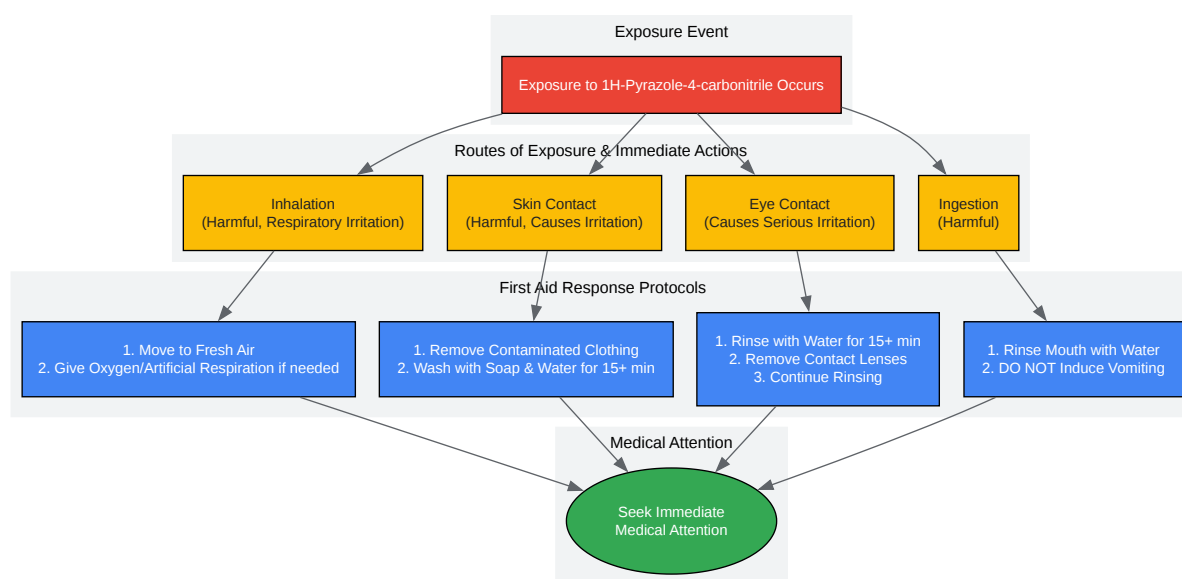 Exposure Event
Exposure to 1H-Pyrazole-4-carbonitrile Occurs
Routes of Exposure & Immediate Actions
Inhalation
(Harmful, Respiratory Irritation)
Skin Contact
(Harmful, Causes Irritation)
Eye Contact
(Causes Serious Irritation)
Ingestion
(Harmful)
First Aid Response Protocols
1. Move to Fresh Air
2. Give Oxygen/Artificial Respiration if needed
1. Remove Contaminated Clothing
2. Wash with Soap & Water for 15+ min
1. Rinse with Water for 15+ min
2. Remove Contact Lenses
3. Continue Rinsing
1. Rinse Mouth with Water
2. DO NOT Induce Vomiting
Medical Attention
Seek Immediate
Medical Attention